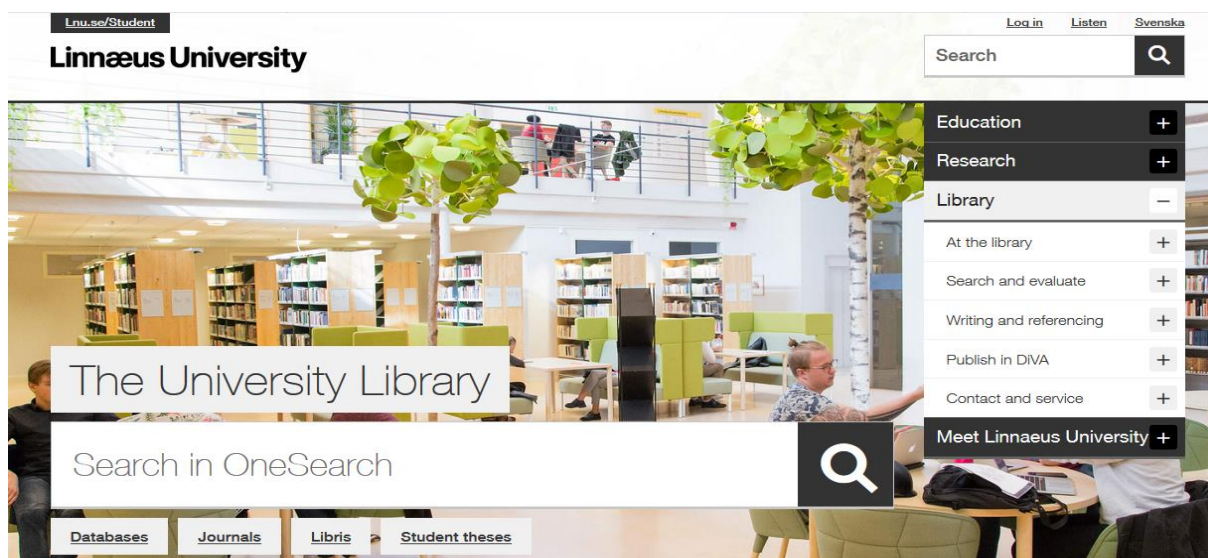 Lnu.se/Student
Log in Listen Svenska
Linnæus University
Search
Education +
Research +
Library −
At the library +
Search and evaluate +
Writing and referencing +
Publish in DiVA +
Contact and service +
Meet Linnaeus University +
The University Library
Search in OneSearch
Databases Journals Libris Student theses